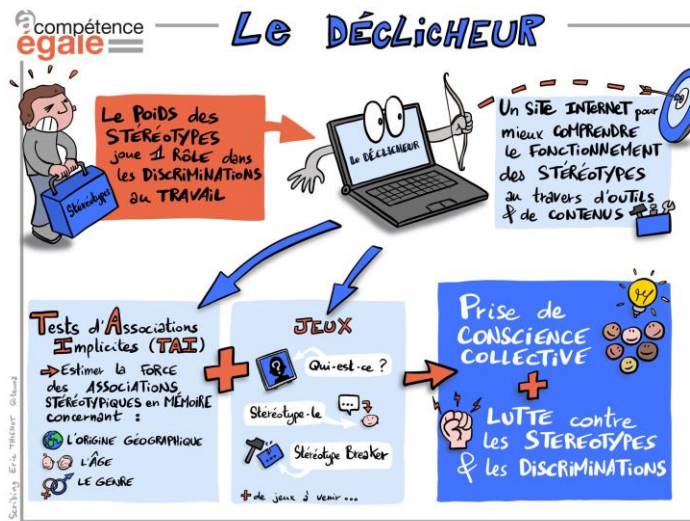 à compétence
égale
Le DÉCLICHEUR
Le POIDS des
STÉRÉOTYPES
joue 1 RÔLE dans
les DISCRIMINATIONS
au TRAVAIL
Stéréotypes
Le DÉCLICHEUR
Un SITE INTERNET pour
mieux COMPRENDRE
le FONCTIONNEMENT
des STÉRÉOTYPES
au travers d'OUTILS
& de CONTENUS
Tests d'Associations
Implicites (TAI)
Estimer la FORCE
des ASSOCIATIONS
STÉRÉOTYPIQUES en MÉMOIRE
concernant :
L'ORIGINE GÉOGRAPHIQUE
L'ÂGE
LE GENRE
+
JEUX
?
Qui-est-ce ?
Stéréotype-le
Stéréotype Breaker
+ de jeux à venir...
Prise de
CONSCIENCE
COLLECTIVE
+
LUTTE contre
les STÉRÉOTYPES
& les DISCRIMINATIONS
Scribing Eric